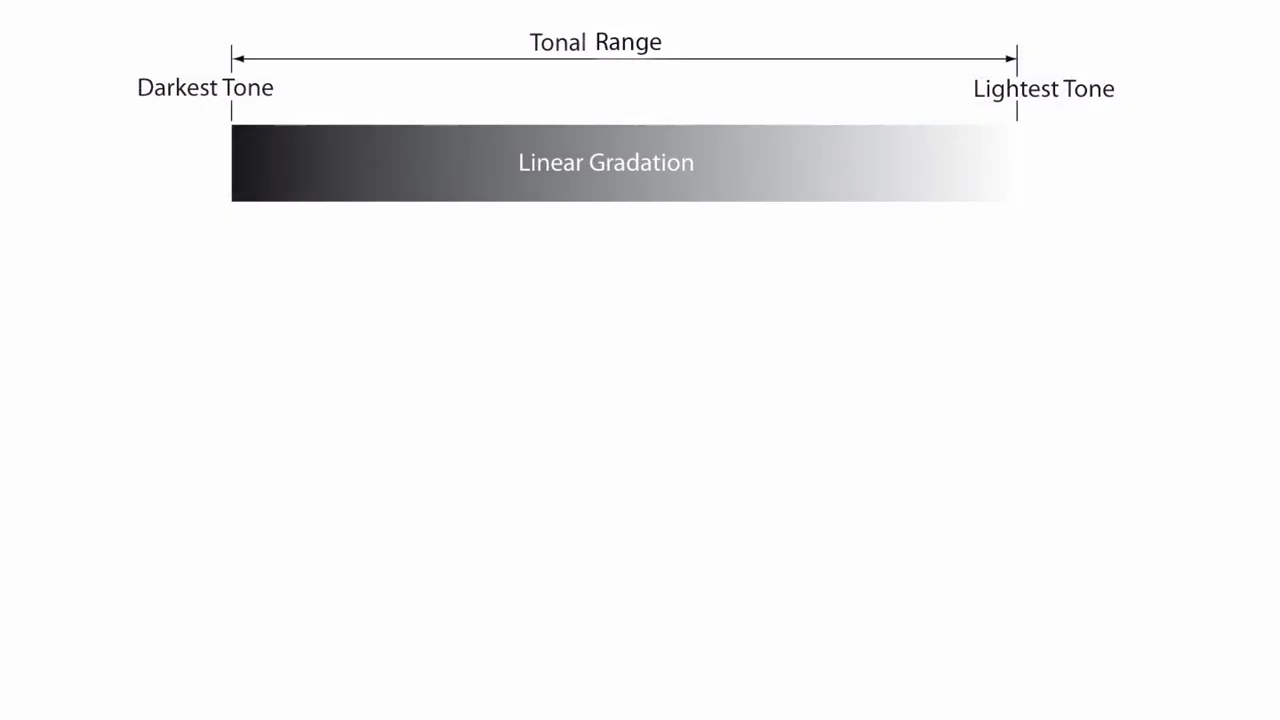 Tonal Range
Darkest Tone
Lightest Tone
Linear Gradation